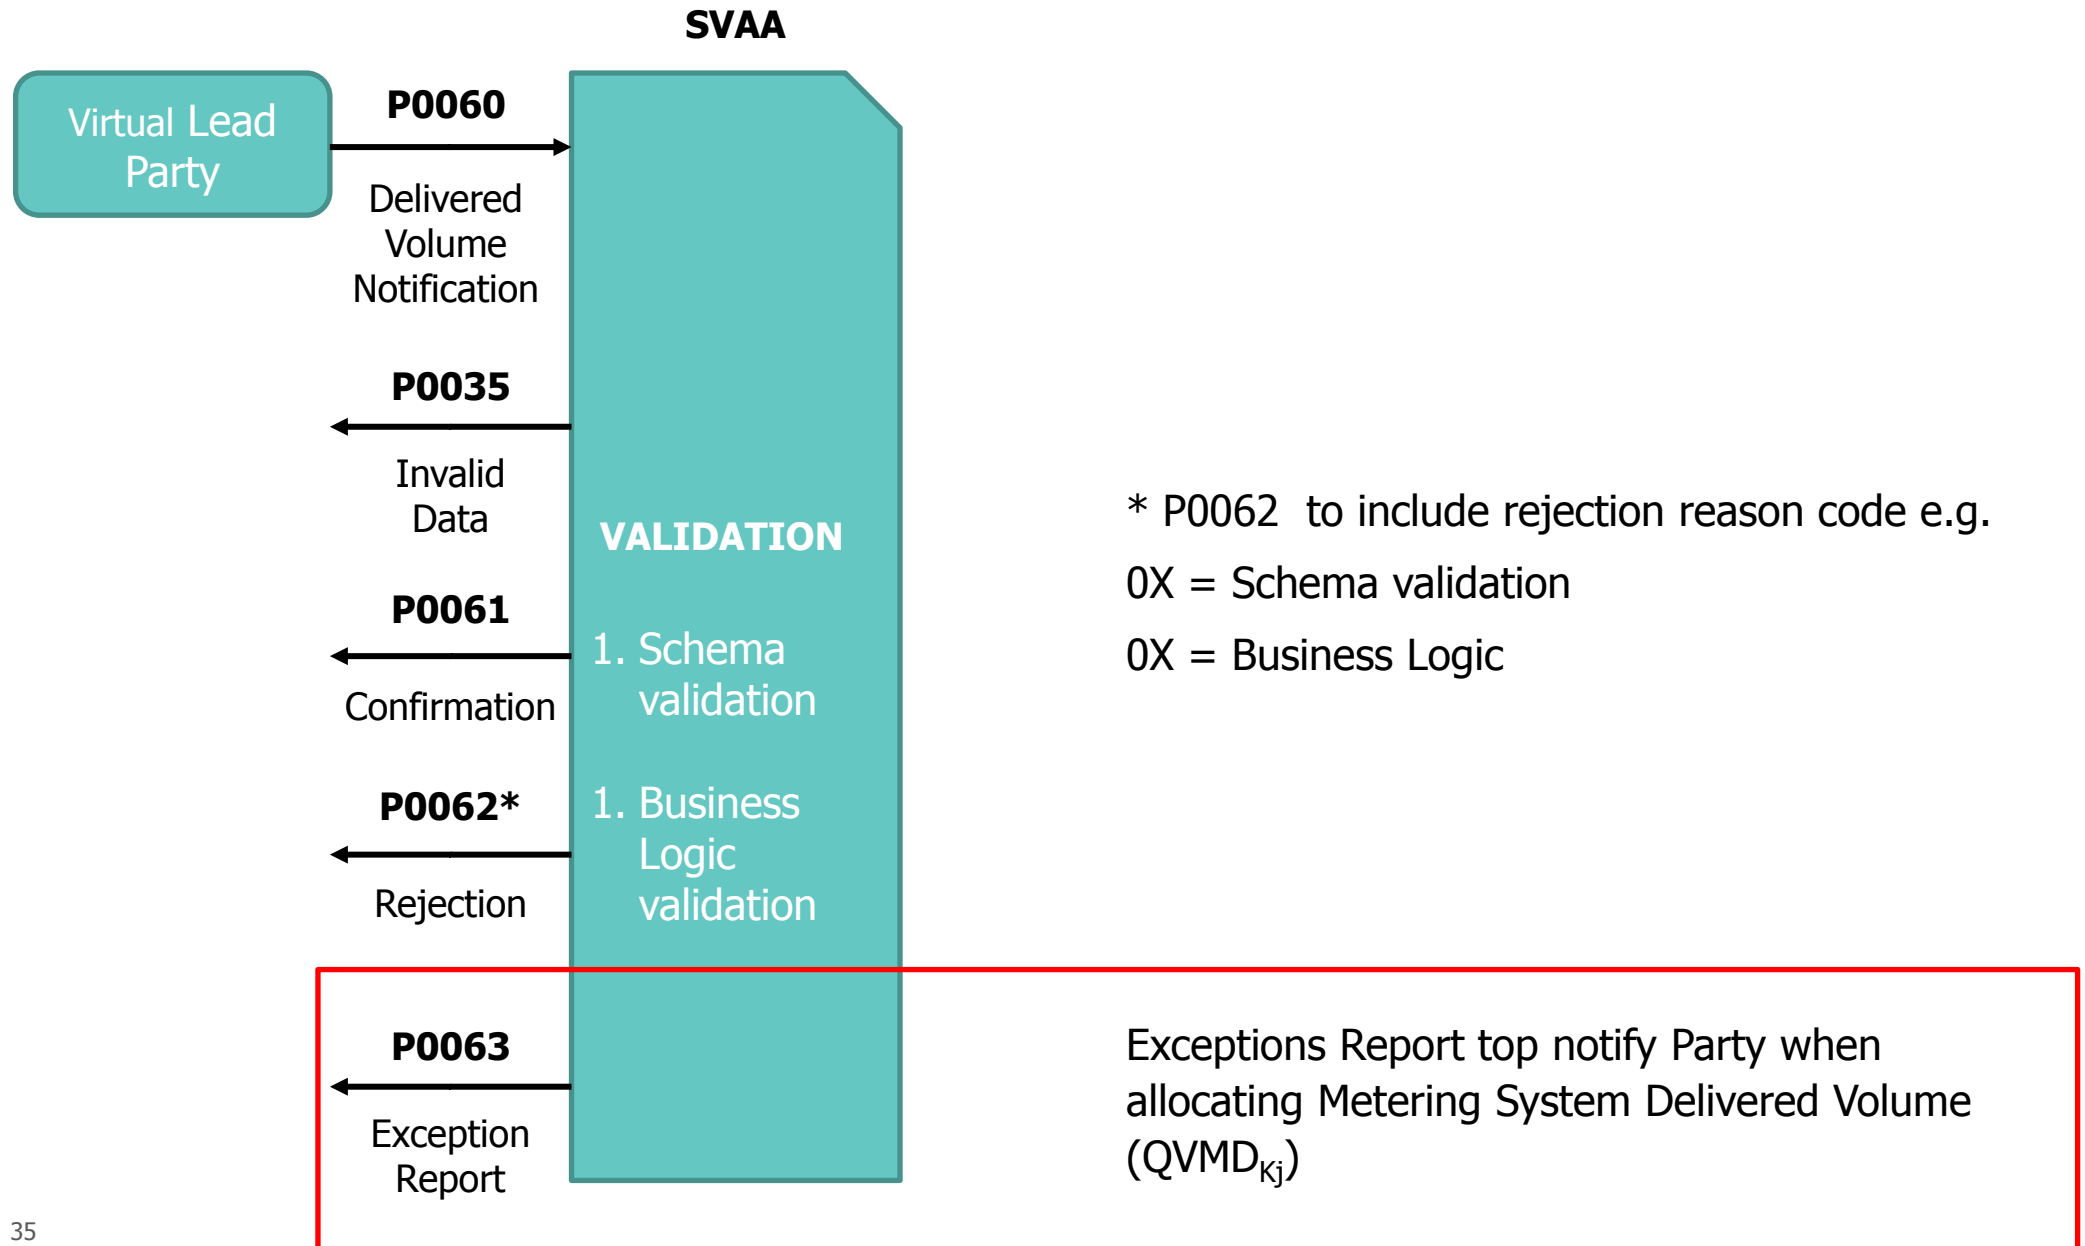 SVAA
Virtual Lead
Party
P0060
Delivered
Volume
Notification
P0035
Invalid
Data
P0061
Confirmation
P0062*
Rejection
VALIDATION
1. Schema
validation
1. Business
Logic
validation
* P0062 to include rejection reason code e.g.
0X = Schema validation
0X = Business Logic
P0063
Exception
Report
Exceptions Report top notify Party when
allocating Metering System Delivered Volume
(QVMDKj)
35